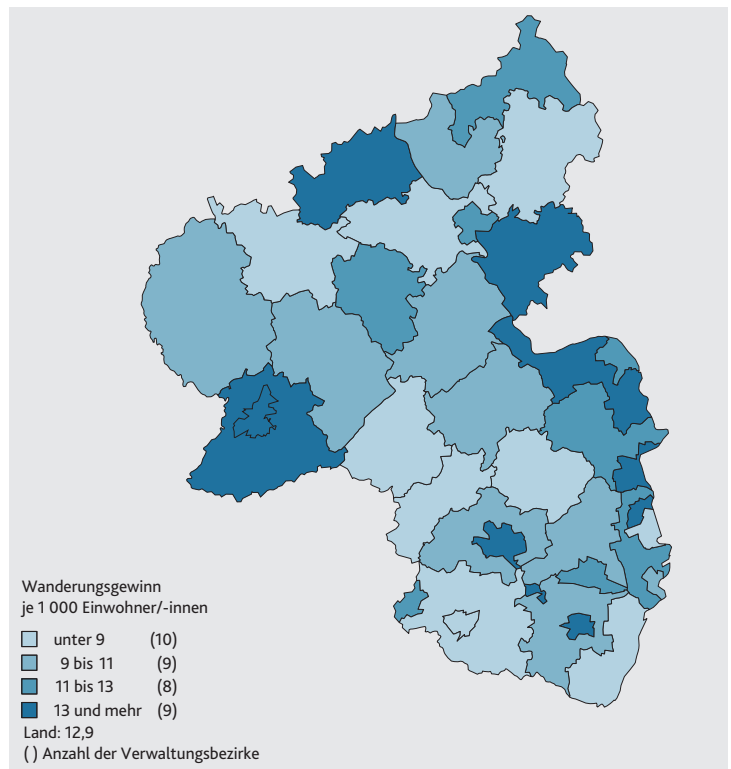 Wanderungsgewinn
je 1 000 Einwohner/-innen
unter 9 (10)
9 bis 11 (9)
11 bis 13 (8)
13 und mehr (9)
Land: 12,9
( ) Anzahl der Verwaltungsbezirke